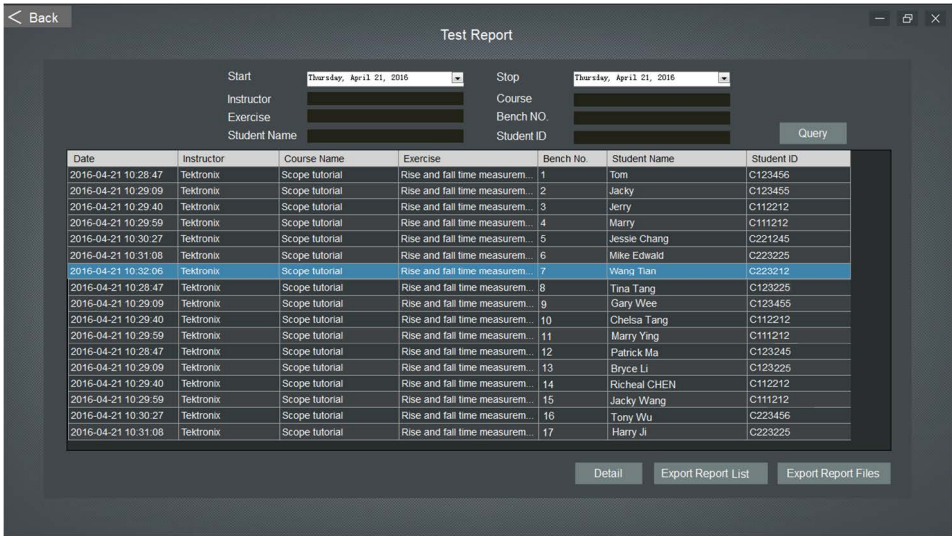 < Back
Test Report
Start Thursday, April 21, 2016 Stop Thursday, April 21, 2016
Instructor Course
Exercise Bench NO.
Student Name Student ID Query
Date Instructor Course Name Exercise Bench No. Student Name Student ID
2016-04-21 10:28:47 Tektronix Scope tutorial Rise and fall time measurem... 1 Tom C123456
2016-04-21 10:29:09 Tektronix Scope tutorial Rise and fall time measurem... 2 Jacky C123455
2016-04-21 10:29:40 Tektronix Scope tutorial Rise and fall time measurem... 3 Jerry C112212
2016-04-21 10:29:59 Tektronix Scope tutorial Rise and fall time measurem... 4 Marry C111212
2016-04-21 10:30:27 Tektronix Scope tutorial Rise and fall time measurem... 5 Jessie Chang C221245
2016-04-21 10:31:08 Tektronix Scope tutorial Rise and fall time measurem... 6 Mike Edwald C223225
2016-04-21 10:32:06 Tektronix Scope tutorial Rise and fall time measurem... 7 Wang Tian C223212
2016-04-21 10:28:47 Tektronix Scope tutorial Rise and fall time measurem... 8 Tina Tang C123225
2016-04-21 10:29:09 Tektronix Scope tutorial Rise and fall time measurem... 9 Gary Wee C123455
2016-04-21 10:29:40 Tektronix Scope tutorial Rise and fall time measurem... 10 Chelsa Tang C112212
2016-04-21 10:29:59 Tektronix Scope tutorial Rise and fall time measurem... 11 Marry Ying C111212
2016-04-21 10:28:47 Tektronix Scope tutorial Rise and fall time measurem... 12 Patrick Ma C123245
2016-04-21 10:29:09 Tektronix Scope tutorial Rise and fall time measurem... 13 Bryce Li C123225
2016-04-21 10:29:40 Tektronix Scope tutorial Rise and fall time measurem... 14 Richeal CHEN C112212
2016-04-21 10:29:59 Tektronix Scope tutorial Rise and fall time measurem... 15 Jacky Wang C111212
2016-04-21 10:30:27 Tektronix Scope tutorial Rise and fall time measurem... 16 Tony Wu C223456
2016-04-21 10:31:08 Tektronix Scope tutorial Rise and fall time measurem... 17 Harry Ji C223225
Detail Export Report List Export Report Files